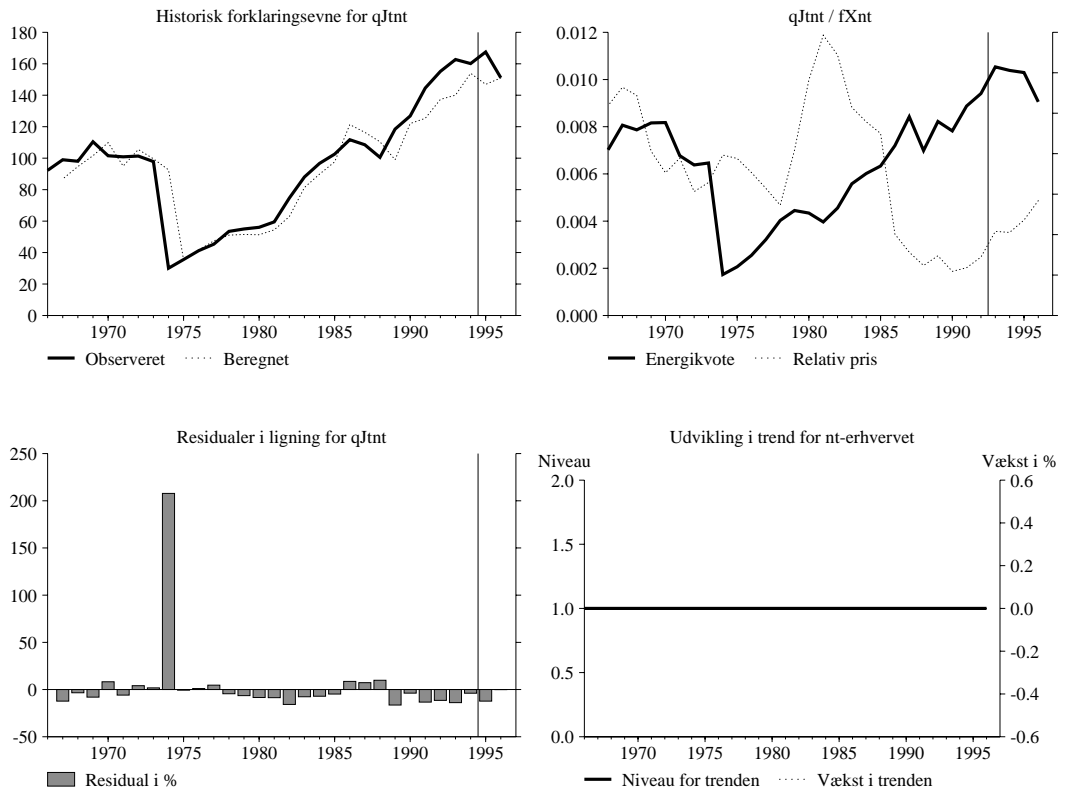 Historisk forklaringsevne for qJtnt
180
160
140
120
100
80
60
40
20
0
1970 1975 1980 1985 1990 1995
Observeret Beregnet
qJtnt / fXnt
0.012
0.010
0.008
0.006
0.004
0.002
0.000
1970 1975 1980 1985 1990 1995
Energikvote Relativ pris
Residualer i ligning for qJtnt
250
200
150
100
50
0
-50
1970 1975 1980 1985 1990 1995
Residual i %
Udvikling i trend for nt-erhvervet
Niveau Vækst i %
2.0 0.6
0.4
1.5
0.2
1.0 0.0
-0.2
0.5
-0.4
0.0 -0.6
1970 1975 1980 1985 1990 1995
Niveau for trenden Vækst i trenden